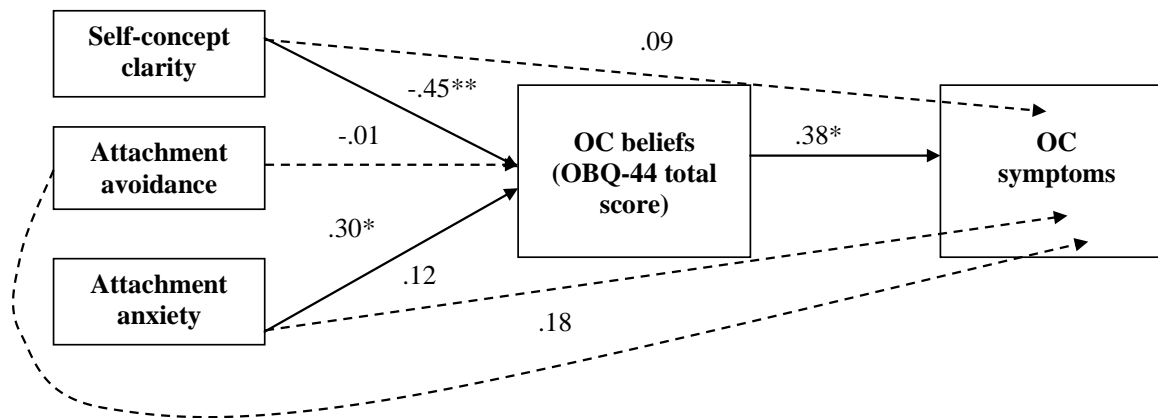 Self-concept
clarity
.09
-.45**
Attachment
avoidance
-.01
OC beliefs
(OBQ-44 total
score)
.38*
OC
symptoms
.30*
Attachment
anxiety
.12
.18